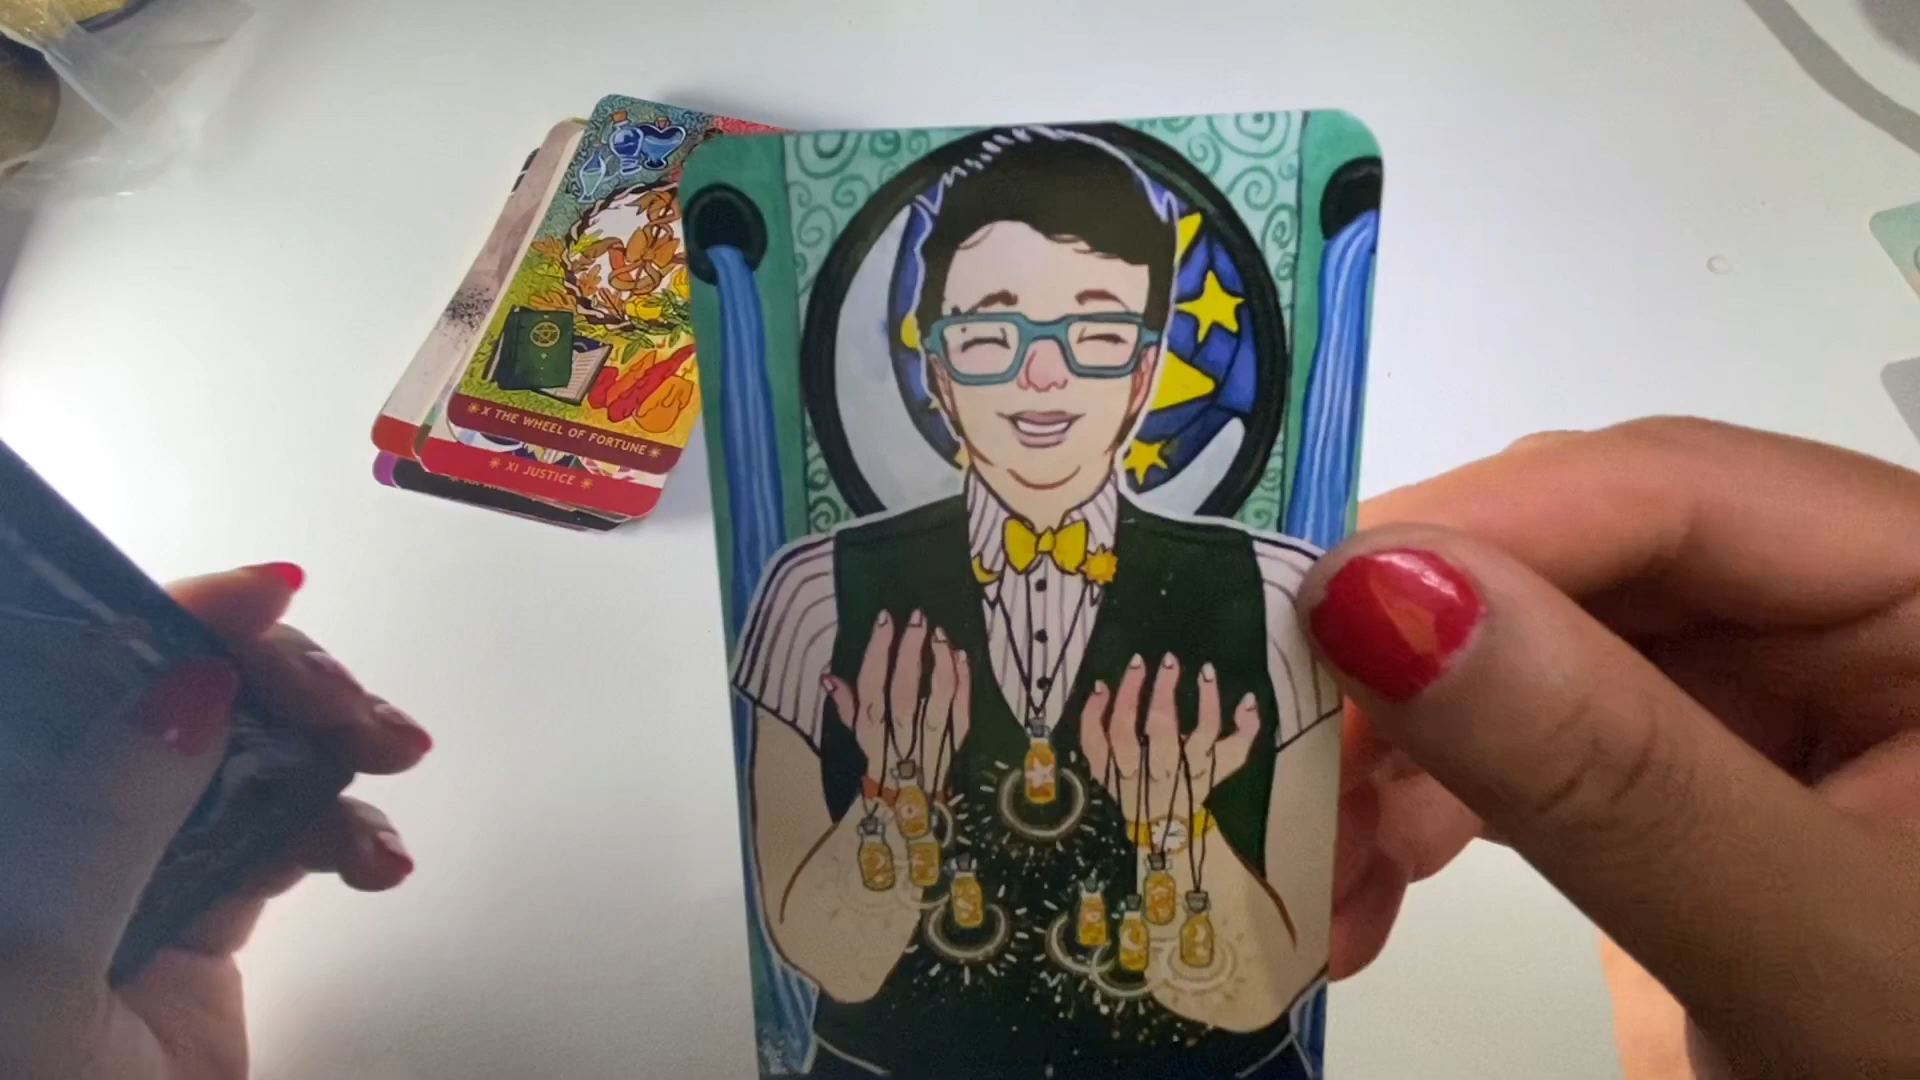 ✷ X THE WHEEL OF FORTUNE ✷
✷ XI JUSTICE ✷